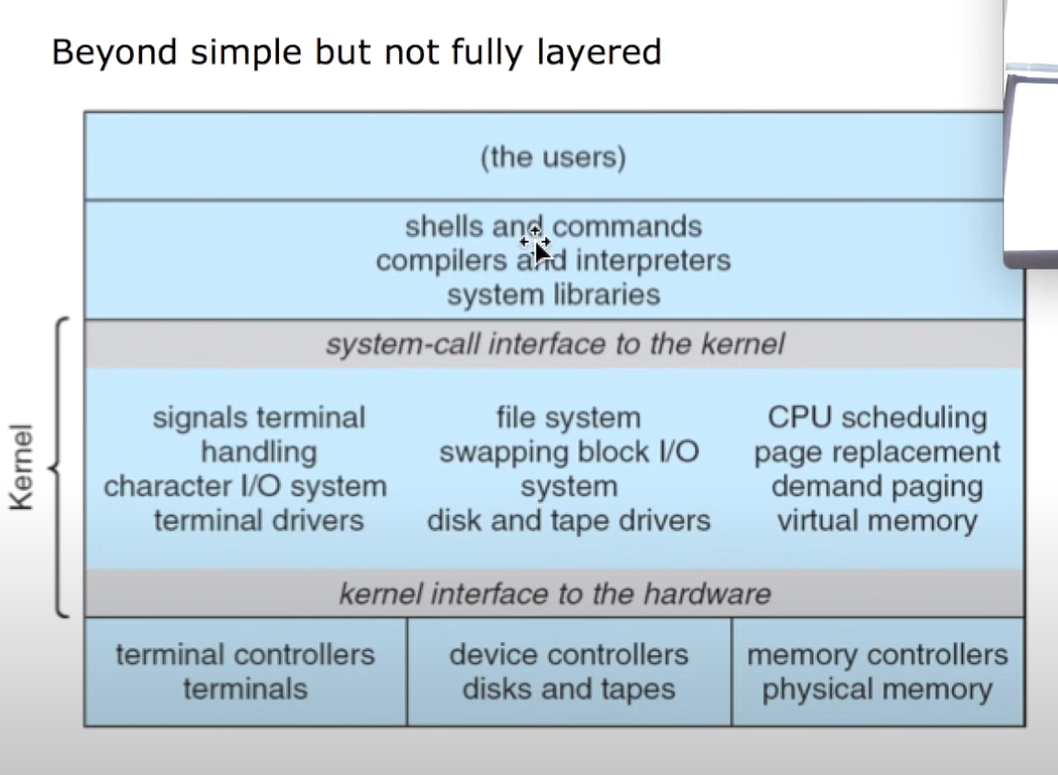 Beyond simple but not fully layered
(the users)
shells and commands
compilers and interpreters
system libraries
Kernel
system-call interface to the kernel
signals terminal
handling
character I/O system
terminal drivers
file system
swapping block I/O
system
disk and tape drivers
CPU scheduling
page replacement
demand paging
virtual memory
kernel interface to the hardware
terminal controllers
terminals
device controllers
disks and tapes
memory controllers
physical memory